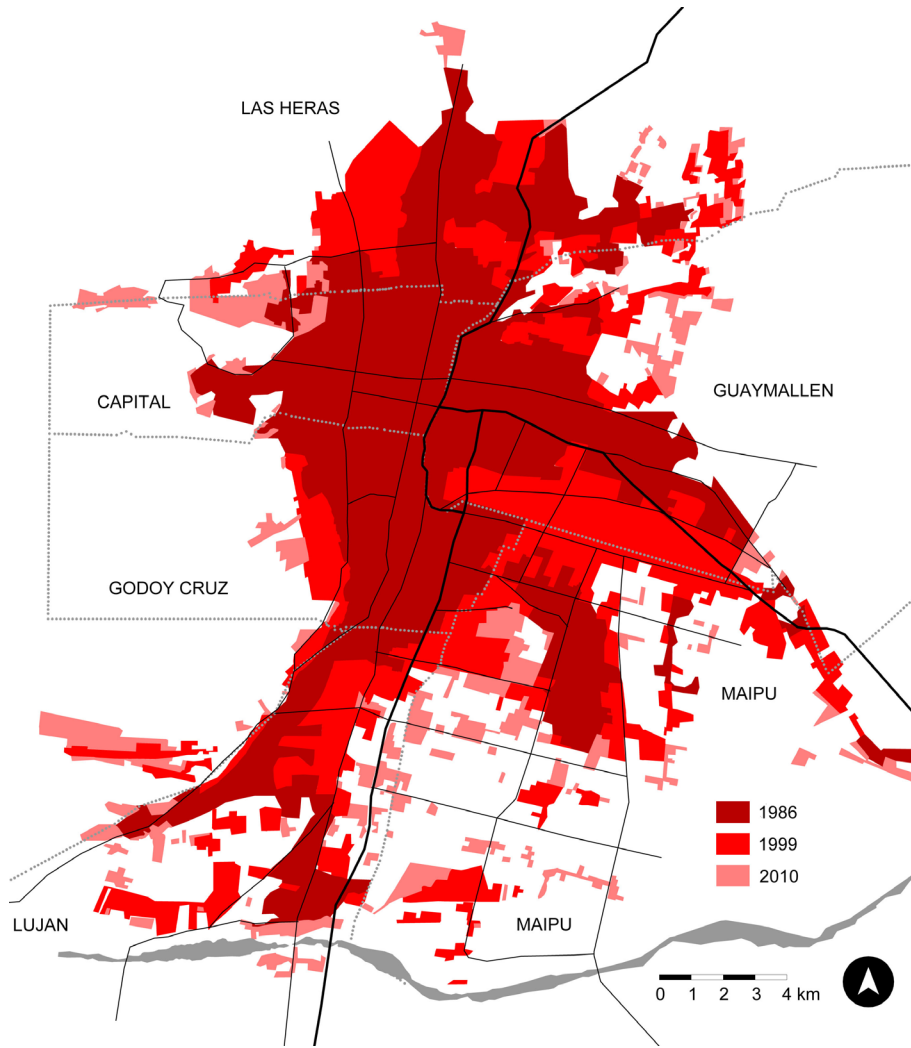 LAS HERAS
CAPITAL
GUAYMALLEN
GODOY CRUZ
MAIPU
1986
1999
2010
LUJAN
MAIPU
0 1 2 3 4 km